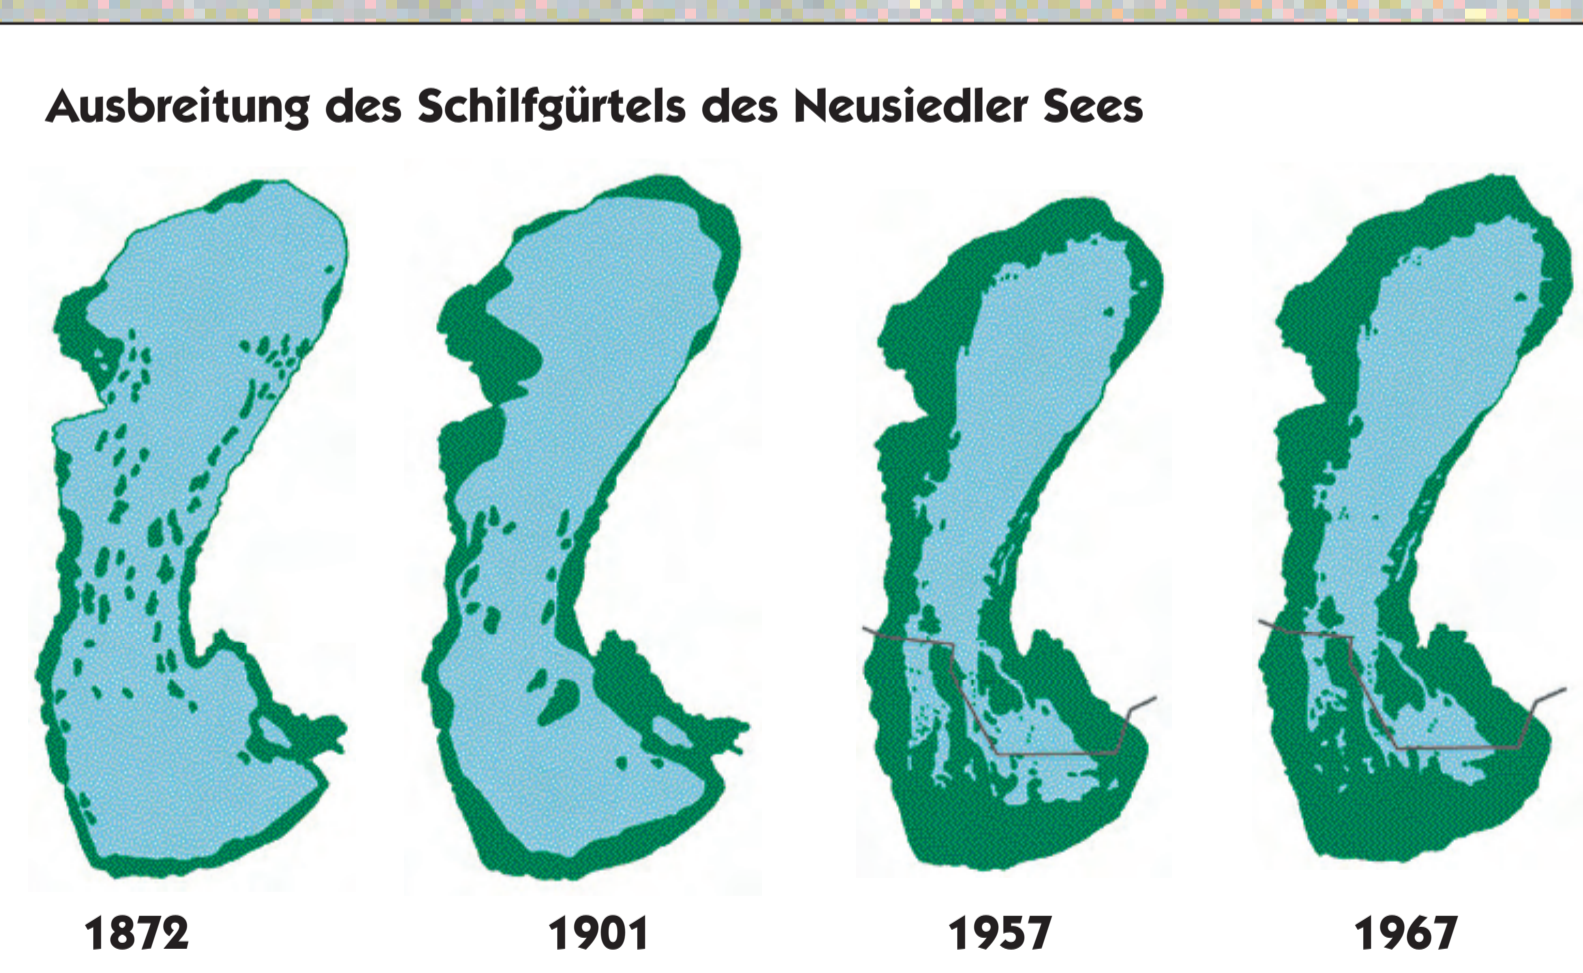 Ausbreitung des Schilfgürtels des Neusiedler Sees
1872
1901
1957
1967